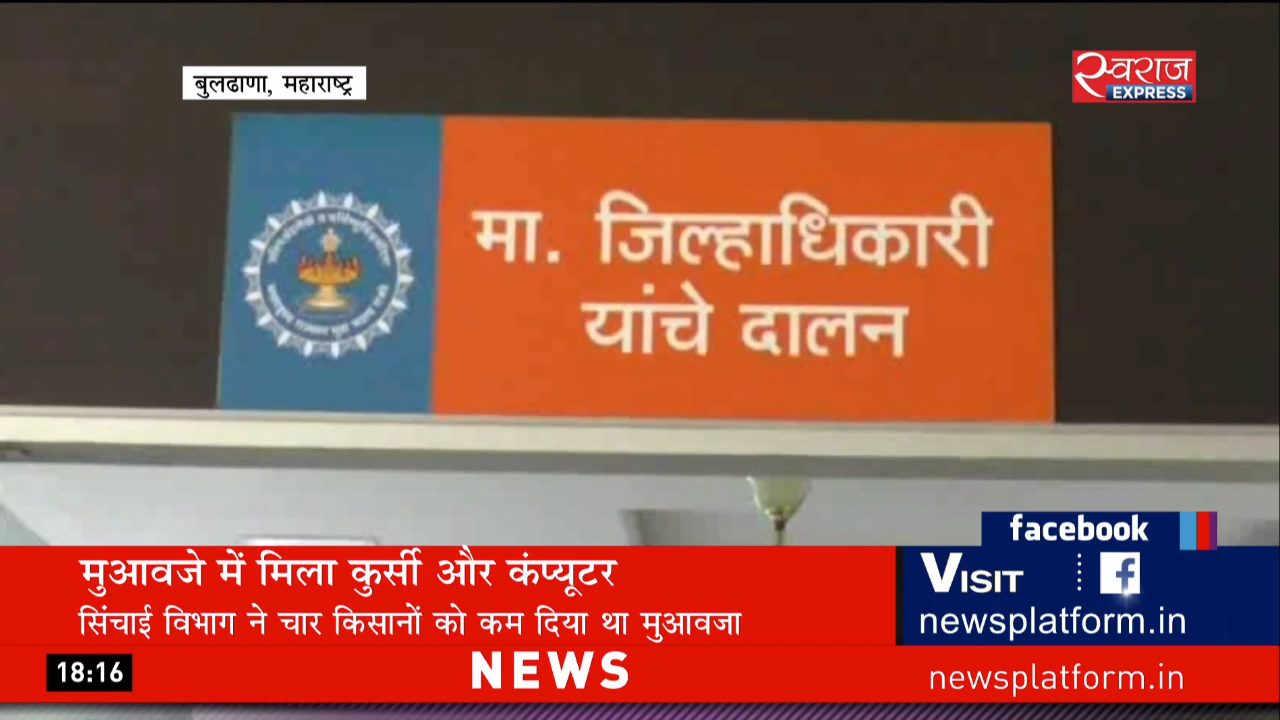 बुलढाणा, महाराष्ट्र
स्वराज
EXPRESS
मा. जिल्हाधिकारी
यांचे दालन
facebook
मुआवजे में मिला कुर्सी और कंप्यूटर
VISIT
सिंचाई विभाग ने चार किसानों को कम दिया था मुआवजा
newsplatform.in
18:16
NEWS
newsplatform.in